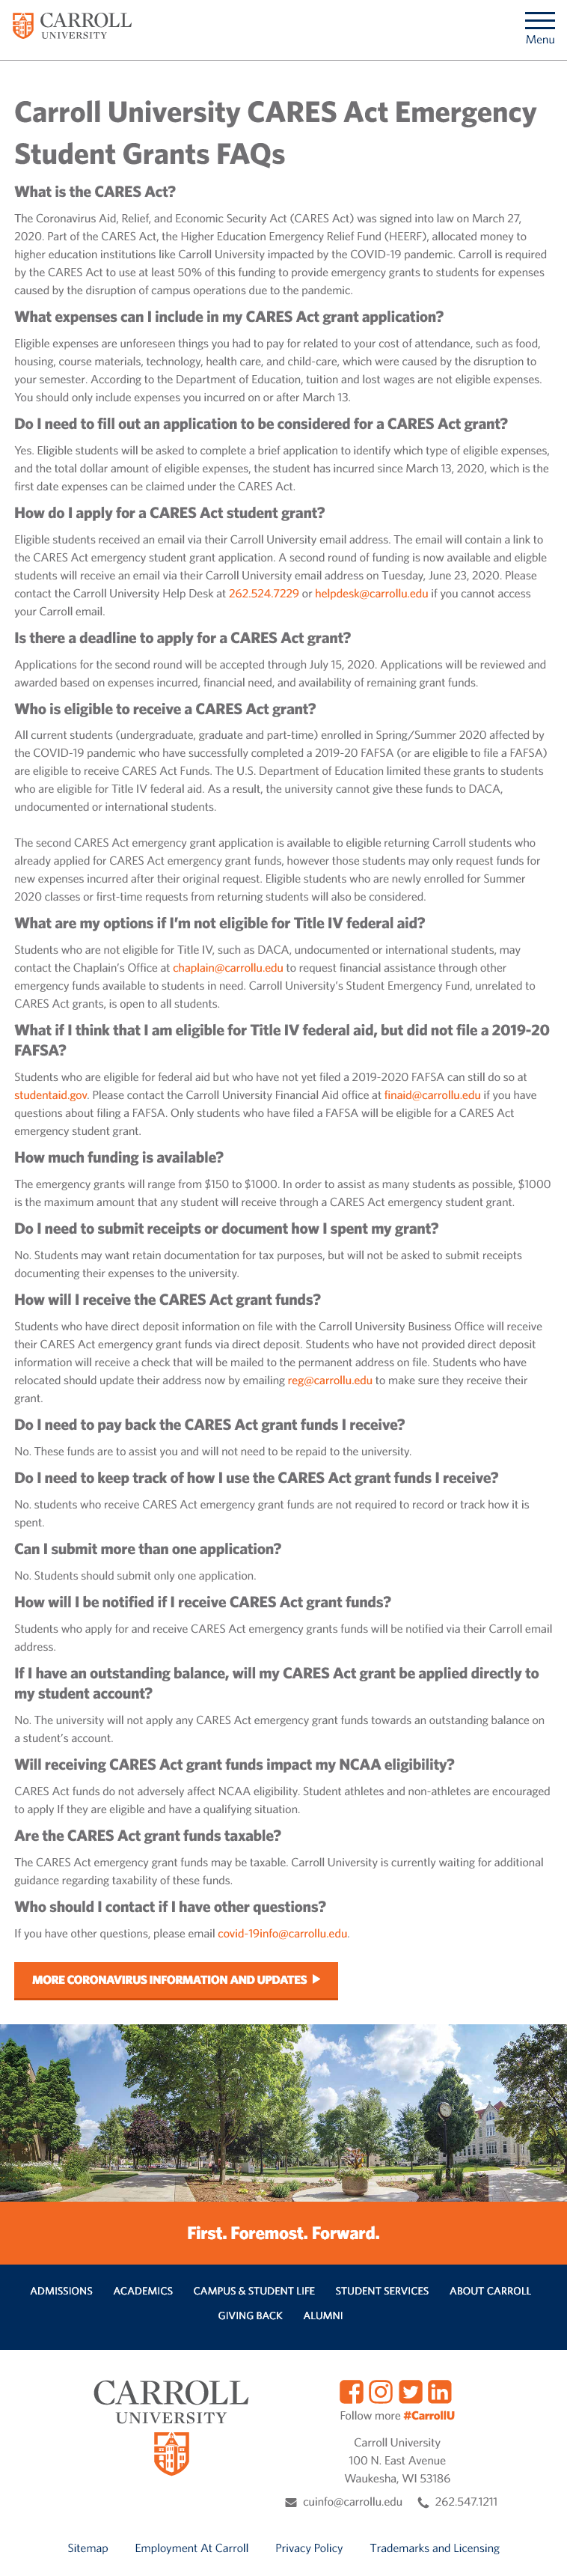 CARROLL
UNIVERSITY
Menu
Carroll University CARES Act Emergency
Student Grants FAQs
What is the CARES Act?
The Coronavirus Aid, Relief, and Economic Security Act (CARES Act) was signed into law on March 27,
2020. Part of the CARES Act, the Higher Education Emergency Relief Fund (HEERF), allocated money to
higher education institutions like Carroll University impacted by the COVID-19 pandemic. Carroll is required
by the CARES Act to use at least 50% of this funding to provide emergency grants to students for expenses
caused by the disruption of campus operations due to the pandemic.
What expenses can I include in my CARES Act grant application?
Eligible expenses are unforeseen things you had to pay for related to your cost of attendance, such as food,
housing, course materials, technology, health care, and child-care, which were caused by the disruption to
your semester. According to the Department of Education, tuition and lost wages are not eligible expenses.
You should only include expenses you incurred on or after March 13.
Do I need to fill out an application to be considered for a CARES Act grant?
Yes. Eligible students will be asked to complete a brief application to identify which type of eligible expenses,
and the total dollar amount of eligible expenses, the student has incurred since March 13, 2020, which is the
first date expenses can be claimed under the CARES Act.
How do I apply for a CARES Act student grant?
Eligible students received an email via their Carroll University email address. The email will contain a link to
the CARES Act emergency student grant application. A second round of funding is now available and eligble
students will receive an email via their Carroll University email address on Tuesday, June 23, 2020. Please
contact the Carroll University Help Desk at 262.524.7229 or helpdesk@carrollu.edu if you cannot access
your Carroll email.
Is there a deadline to apply for a CARES Act grant?
Applications for the second round will be accepted through July 15, 2020. Applications will be reviewed and
awarded based on expenses incurred, financial need, and availability of remaining grant funds.
Who is eligible to receive a CARES Act grant?
All current students (undergraduate, graduate and part-time) enrolled in Spring/Summer 2020 affected by
the COVID-19 pandemic who have successfully completed a 2019-20 FAFSA (or are eligible to file a FAFSA)
are eligible to receive CARES Act Funds. The U.S. Department of Education limited these grants to students
who are eligible for Title IV federal aid. As a result, the university cannot give these funds to DACA,
undocumented or international students.
The second CARES Act emergency grant application is available to eligible returning Carroll students who
already applied for CARES Act emergency grant funds, however those students may only request funds for
new expenses incurred after their original request. Eligible students who are newly enrolled for Summer
2020 classes or first-time requests from returning students will also be considered.
What are my options if I'm not eligible for Title IV federal aid?
Students who are not eligible for Title IV, such as DACA, undocumented or international students, may
contact the Chaplain's Office at chaplain@carrollu.edu to request financial assistance through other
emergency funds available to students in need. Carroll University's Student Emergency Fund, unrelated to
CARES Act grants, is open to all students.
What if I think that I am eligible for Title IV federal aid, but did not file a 2019-20
FAFSA?
Students who are eligible for federal aid but who have not yet filed a 2019-2020 FAFSA can still do so at
studentaid.gov. Please contact the Carroll University Financial Aid office at finaid@carrollu.edu if you have
questions about filing a FAFSA. Only students who have filed a FAFSA will be eligible for a CARES Act
emergency student grant.
How much funding is available?
The emergency grants will range from $150 to $1000. In order to assist as many students as possible, $1000
is the maximum amount that any student will receive through a CARES Act emergency student grant.
Do I need to submit receipts or document how I spent my grant?
No. Students may want retain documentation for tax purposes, but will not be asked to submit receipts
documenting their expenses to the university.
How will I receive the CARES Act grant funds?
Students who have direct deposit information on file with the Carroll University Business Office will receive
their CARES Act emergency grant funds via direct deposit. Students who have not provided direct deposit
information will receive a check that will be mailed to the permanent address on file. Students who have
relocated should update their address now by emailing reg@carrollu.edu to make sure they receive their
grant.
Do I need to pay back the CARES Act grant funds I receive?
No. These funds are to assist you and will not need to be repaid to the university.
Do I need to keep track of how I use the CARES Act grant funds I receive?
No. students who receive CARES Act emergency grant funds are not required to record or track how it is
spent.
Can I submit more than one application?
No. Students should submit only one application.
How will I be notified if I receive CARES Act grant funds?
Students who apply for and receive CARES Act emergency grants funds will be notified via their Carroll email
address.
If I have an outstanding balance, will my CARES Act grant be applied directly to
my student account?
No. The university will not apply any CARES Act emergency grant funds towards an outstanding balance on
a student's account.
Will receiving CARES Act grant funds impact my NCAA eligibility?
CARES Act funds do not adversely affect NCAA eligibility. Student athletes and non-athletes are encouraged
to apply If they are eligible and have a qualifying situation.
Are the CARES Act grant funds taxable?
The CARES Act emergency grant funds may be taxable. Carroll University is currently waiting for additional
guidance regarding taxability of these funds.
Who should I contact if I have other questions?
If you have other questions, please email covid-19info@carrollu.edu.
MORE CORONAVIRUS INFORMATION AND UPDATES
First. Foremost. Forward.
ADMISSIONS ACADEMICS CAMPUS & STUDENT LIFE STUDENT SERVICES ABOUT CARROLL
GIVING BACK ALUMNI
CARROLL
UNIVERSITY
Follow more #CarrollU
Carroll University
100 N. East Avenue
Waukesha, WI 53186
cuinfo@carrollu.edu 262.547.1211
Sitemap Employment At Carroll Privacy Policy Trademarks and Licensing